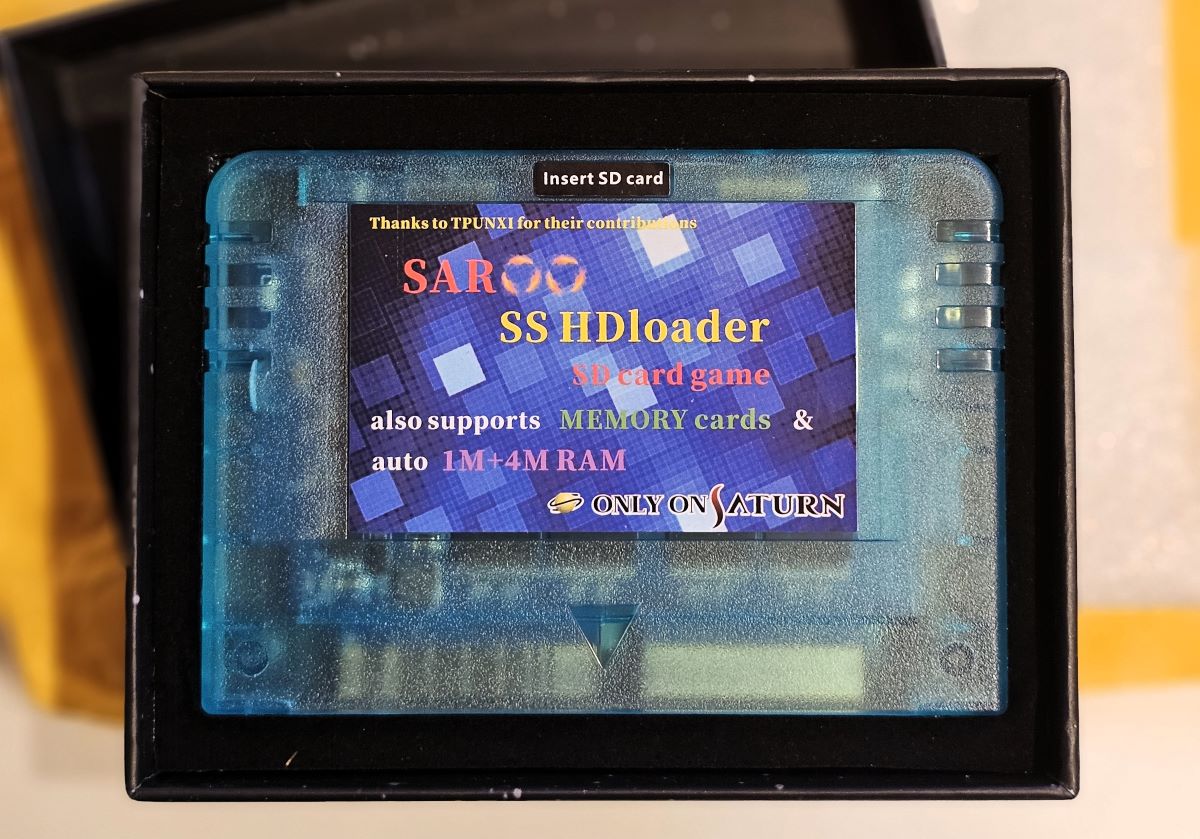 Insert SD card
Thanks to TPUNXI for their contributions
SAROO
SS HDloader
SD card game
also supports MEMORY cards &
auto 1M+4M RAM
ONLY ON SATURN